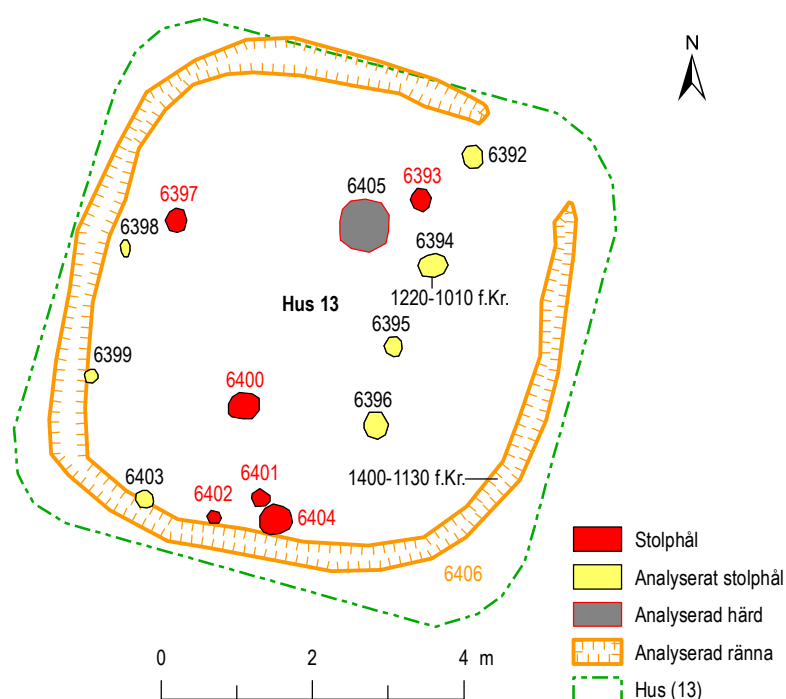 N
6392
6393
6405
6397
6398
6394
1220-1010 f.Kr.
Hus 13
6395
6399
6400
6396
6403
1400-1130 f.Kr.
6401
6402
6404
6406
Stolphål
Analyserat stolphål
Analyserad härd
Analyserad ränna
Hus (13)
0 2 4 m